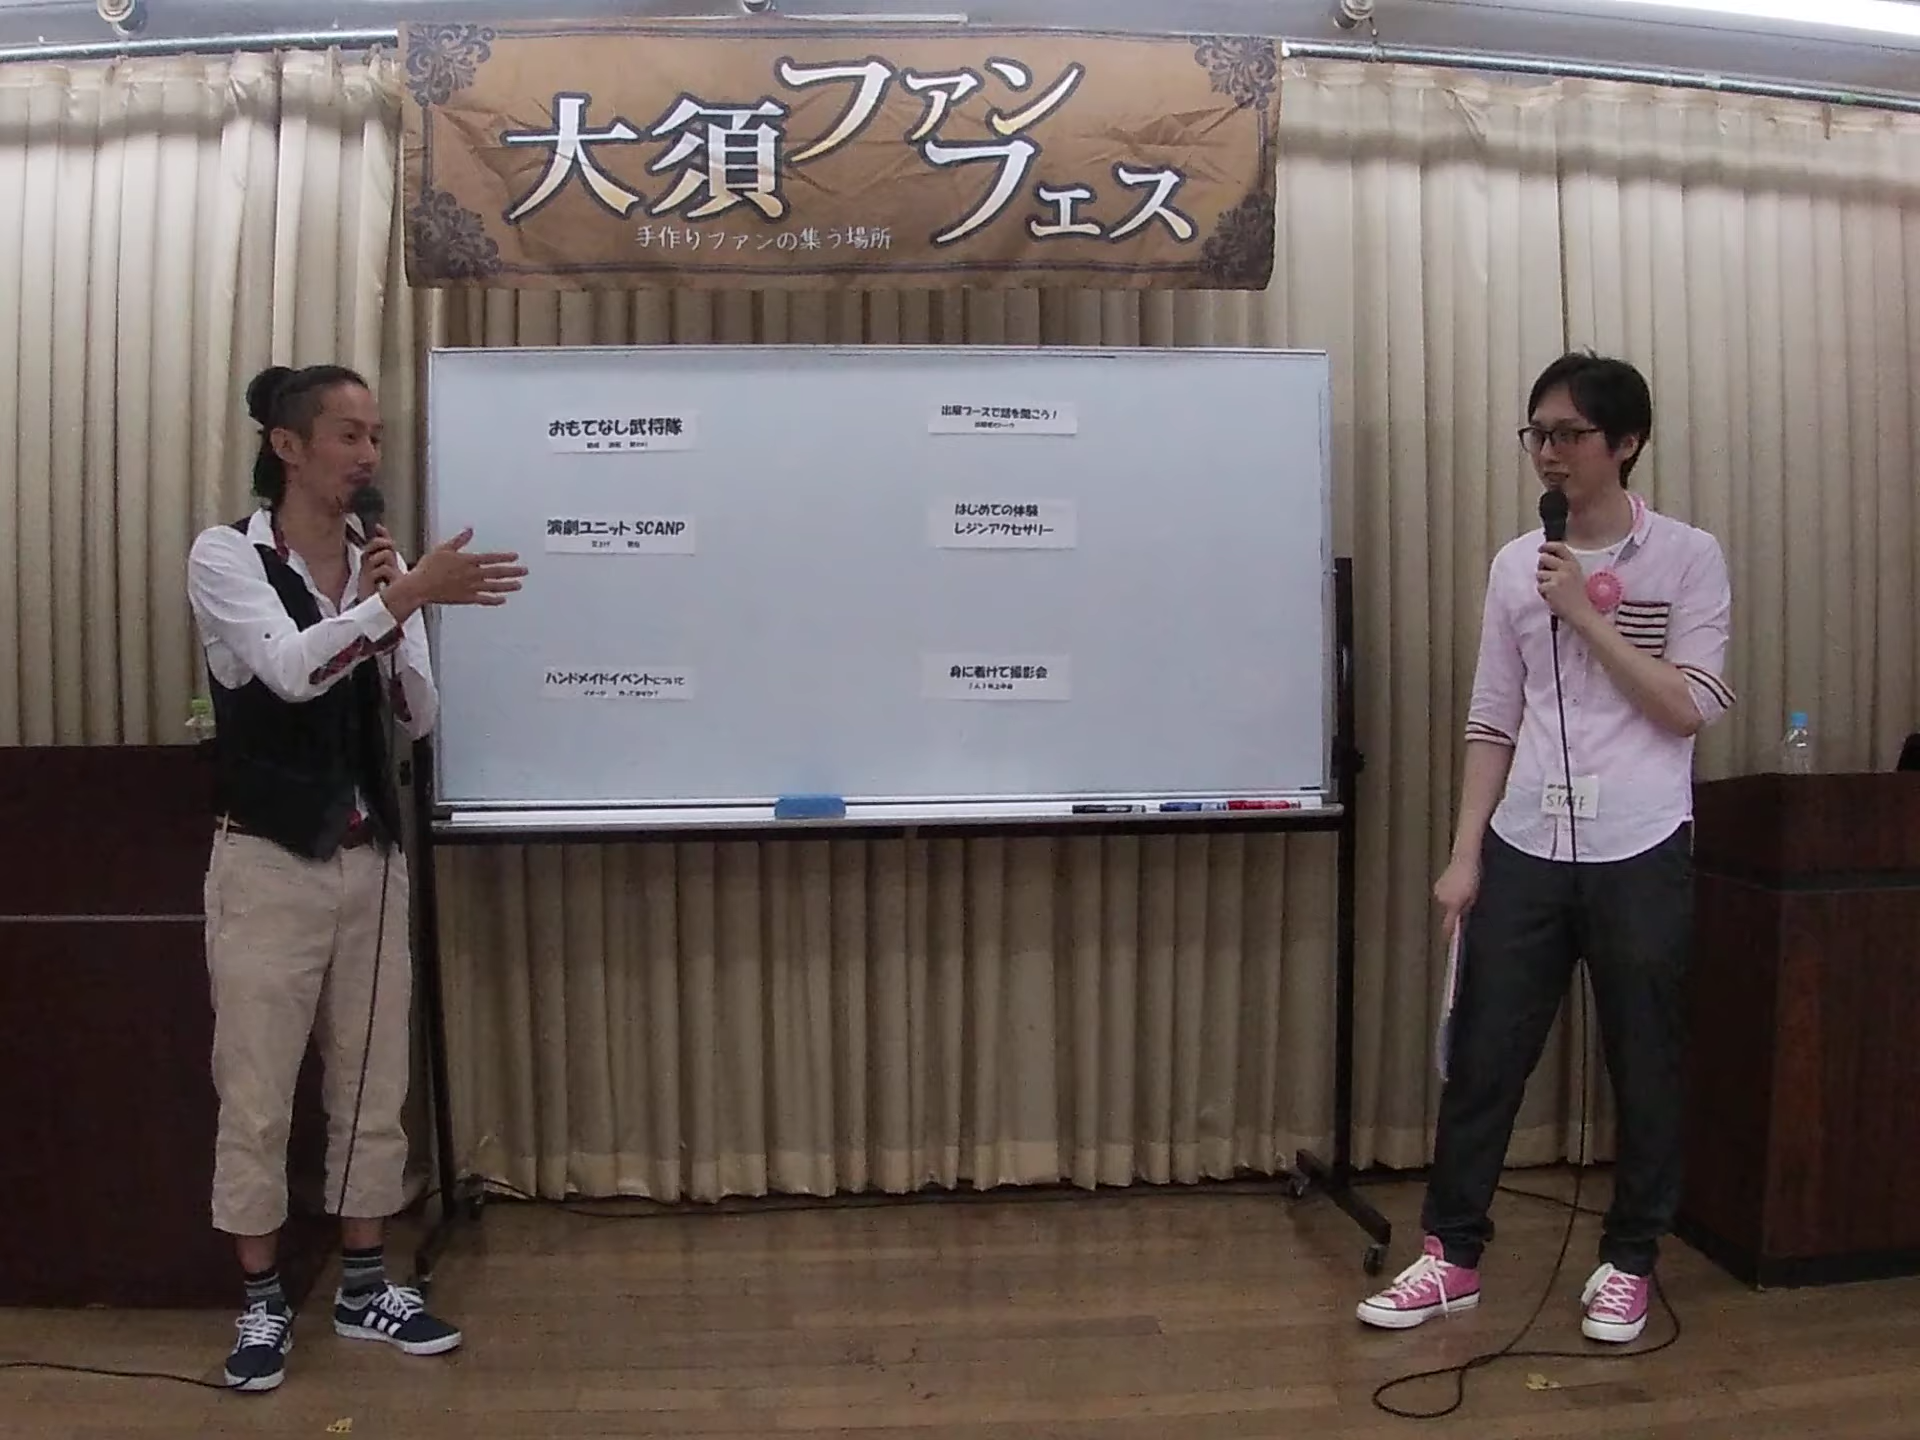 大須ファンフェス
手作りファンの集う場所
おもてなし武将隊
演劇ユニット SCANP
ハンドメイドイベントについて
出展ブースで話を聞こう！
はじめての体験
レジンアクセサリー
身に着けて撮影会
STAFF